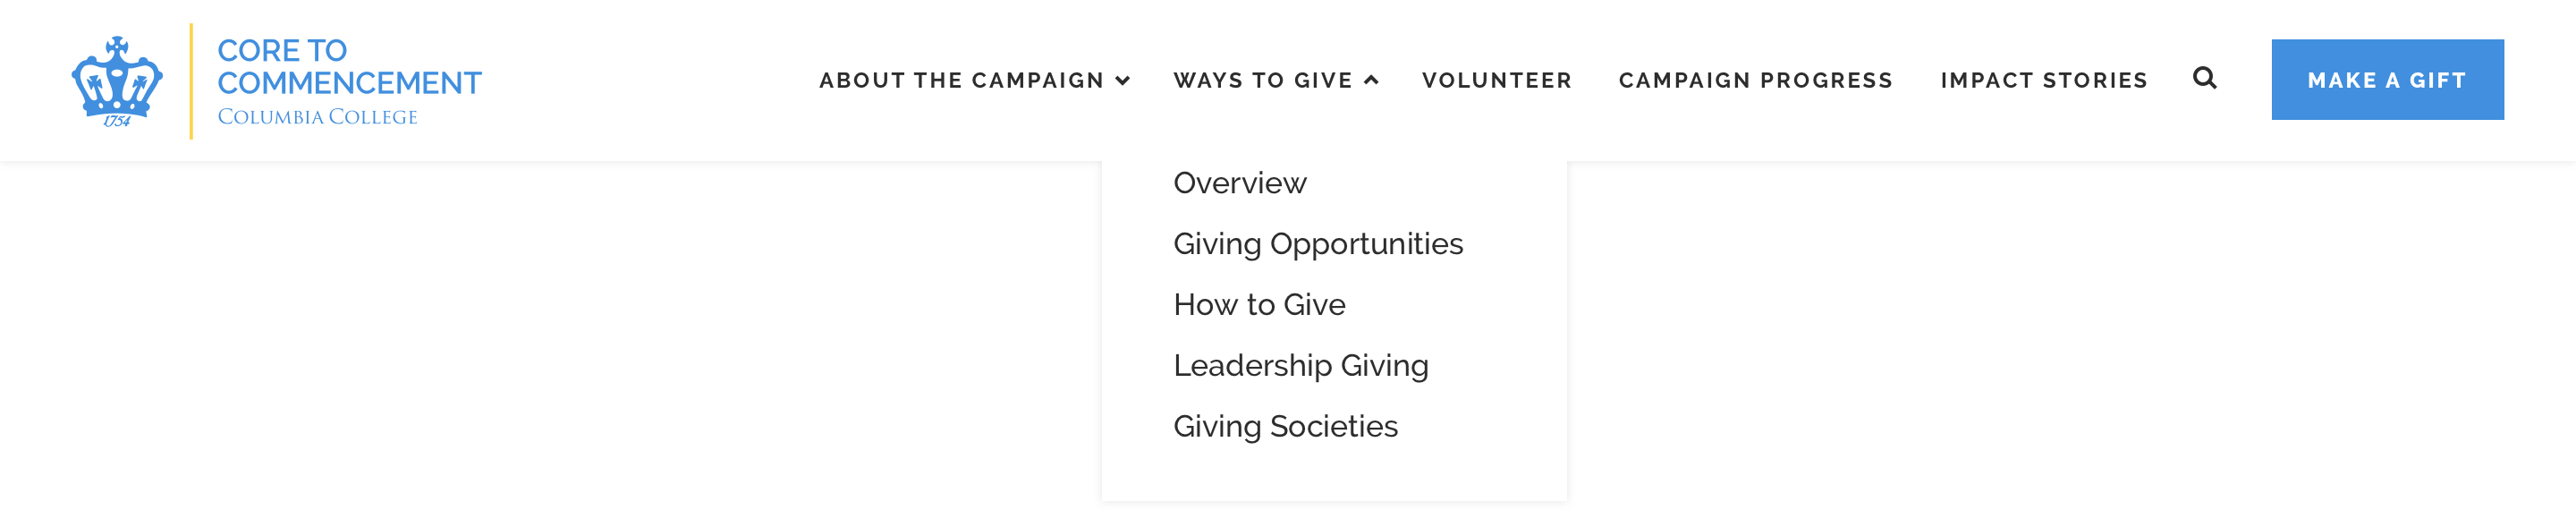 CORE TO
COMMENCEMENT
COLUMBIA COLLEGE
1754
ABOUT THE CAMPAIGN
WAYS TO GIVE
VOLUNTEER
CAMPAIGN PROGRESS
IMPACT STORIES
MAKE A GIFT
Overview
Giving Opportunities
How to Give
Leadership Giving
Giving Societies